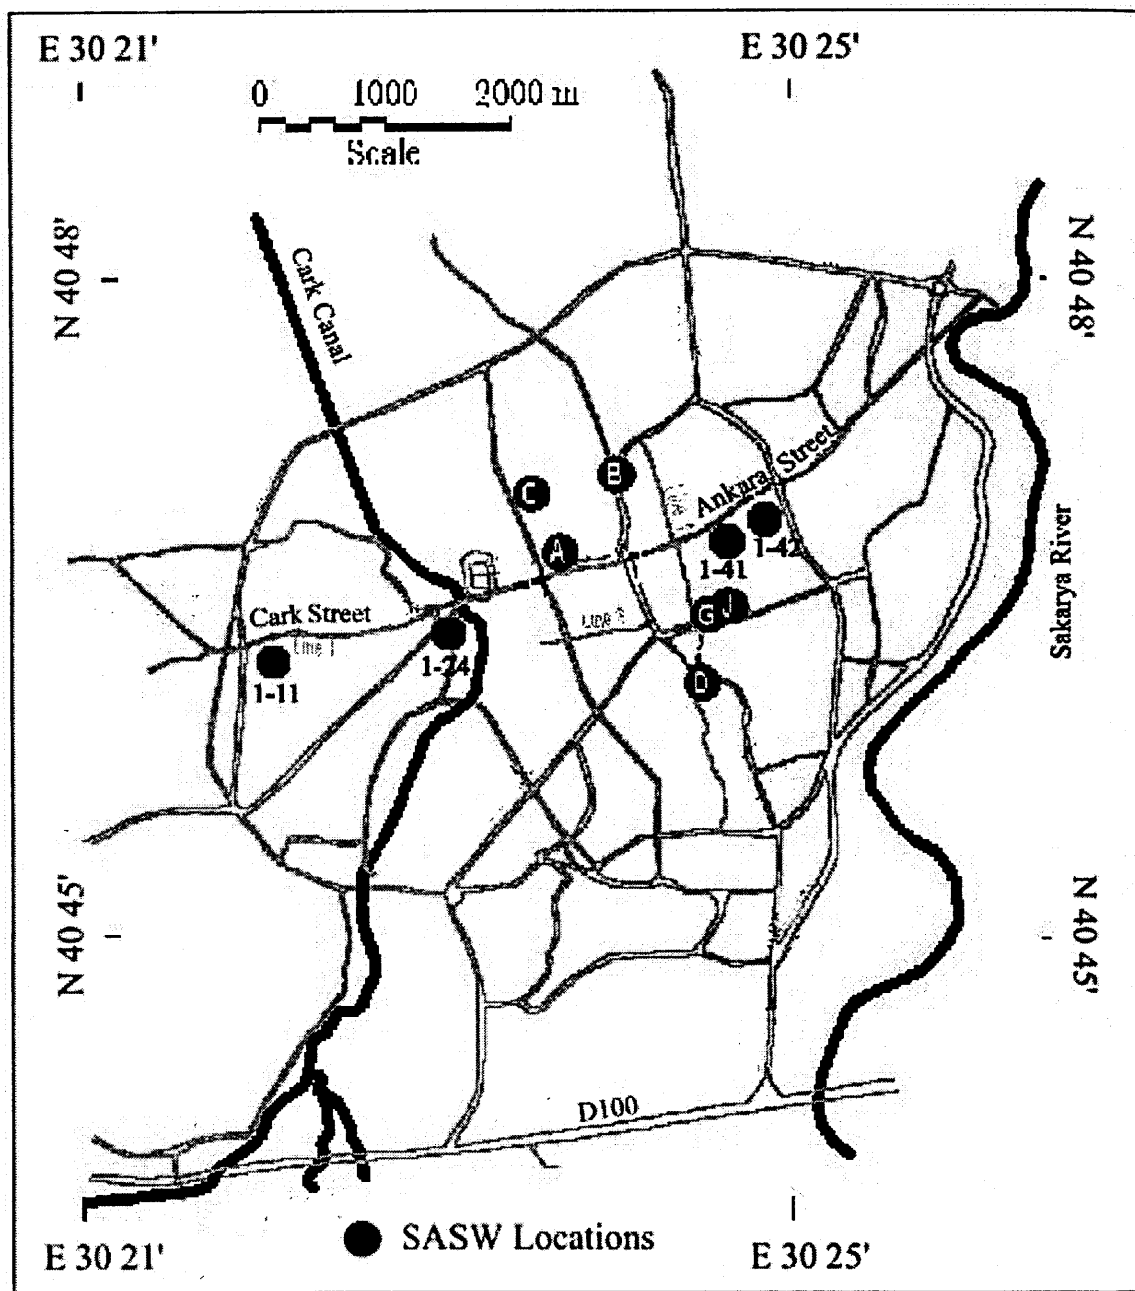 E 30 21'
E 30 25'
0 1000 2000 m
Scale
N 40 48'
N 40 48'
Cark Canal
B
C
Ankara Street
A
1-42
1-41
Sakarya River
Cark Street
Line 1
G
J
1-24
1-11
D
N 40 45'
N 40 45'
D100
SASW Locations
E 30 21'
E 30 25'